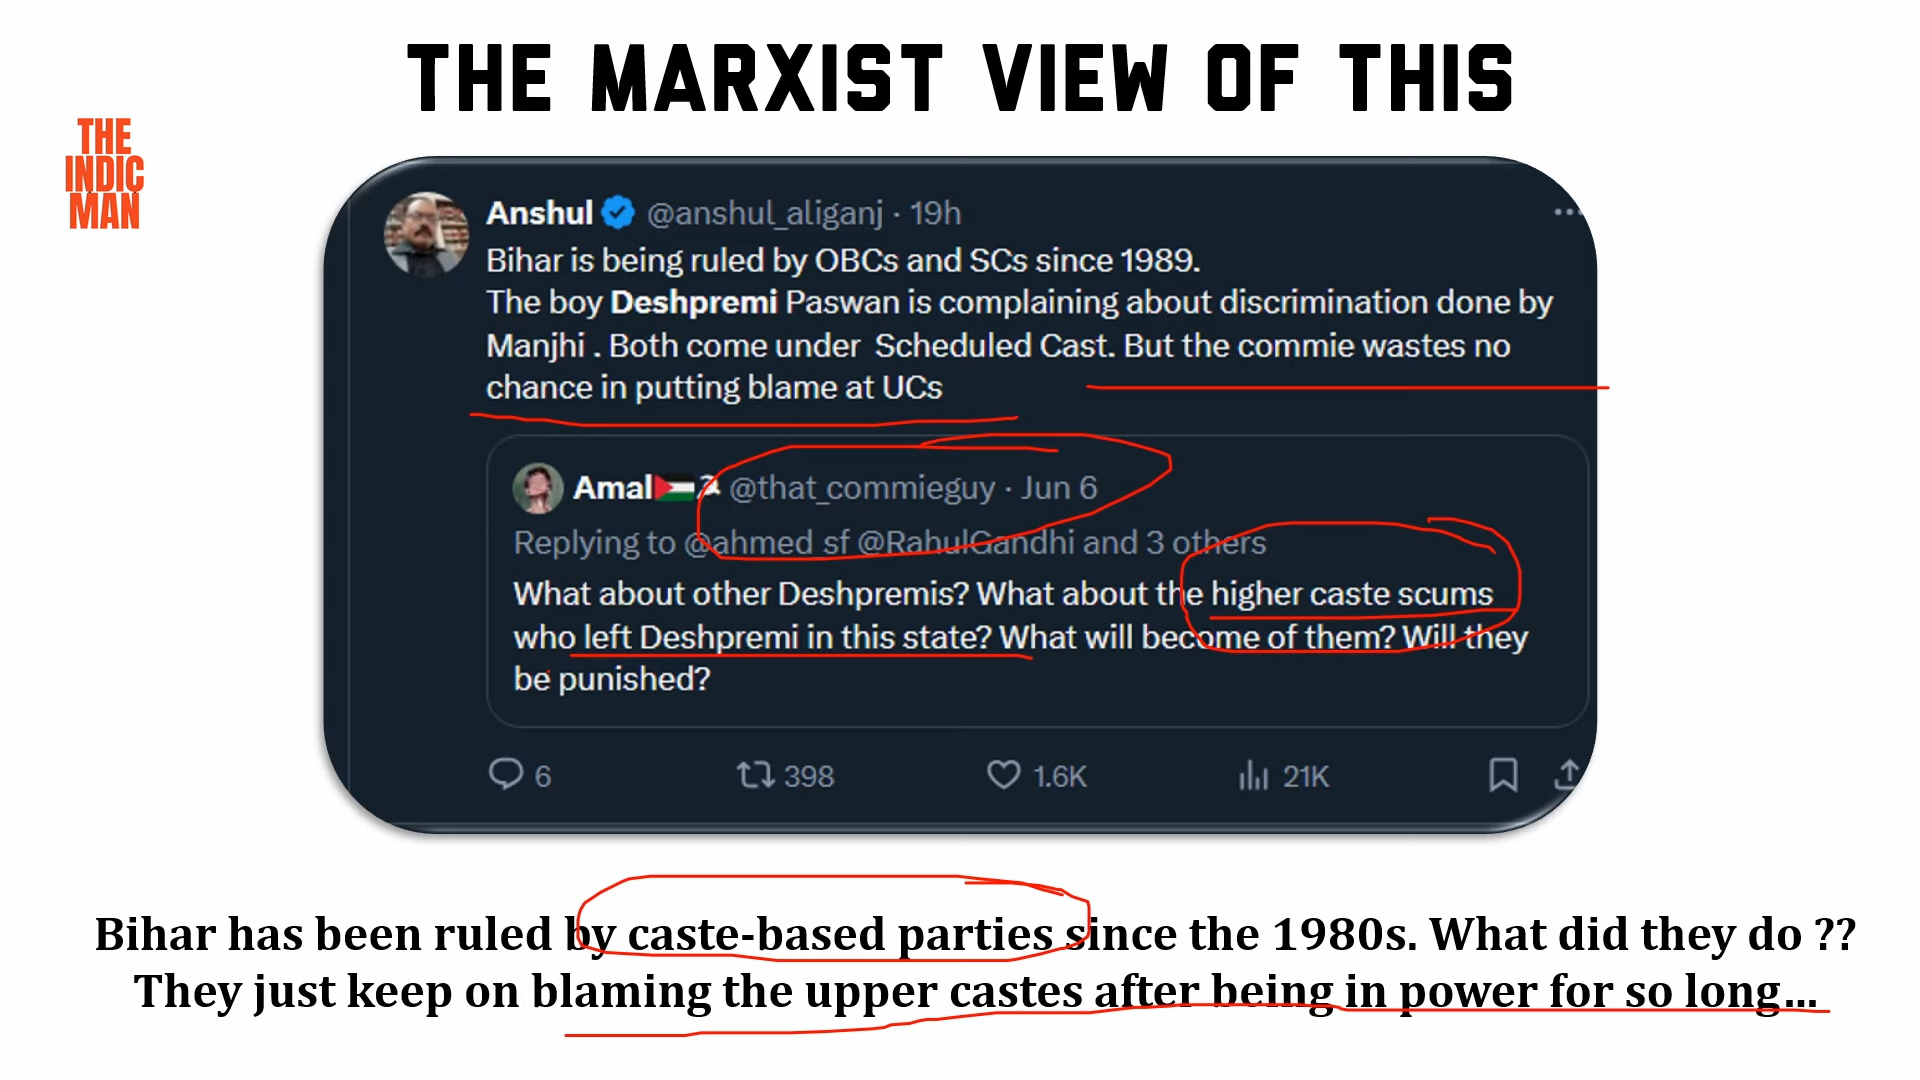 THE MARXIST VIEW OF THIS
THE
INDIC
MAN
Anshul @anshul_aliganj · 19h
Bihar is being ruled by OBCs and SCs since 1989.
The boy Deshpremi Paswan is complaining about discrimination done by
Manjhi . Both come under Scheduled Cast. But the commie wastes no
chance in putting blame at UCs
Amal @that_commieguy · Jun 6
Replying to @ahmed sf @RahulGandhi and 3 others
What about other Deshpremis? What about the higher caste scums
who left Deshpremi in this state? What will become of them? Will they
be punished?
6 398 1.6K 21K
Bihar has been ruled by caste-based parties since the 1980s. What did they do ??
They just keep on blaming the upper castes after being in power for so long...